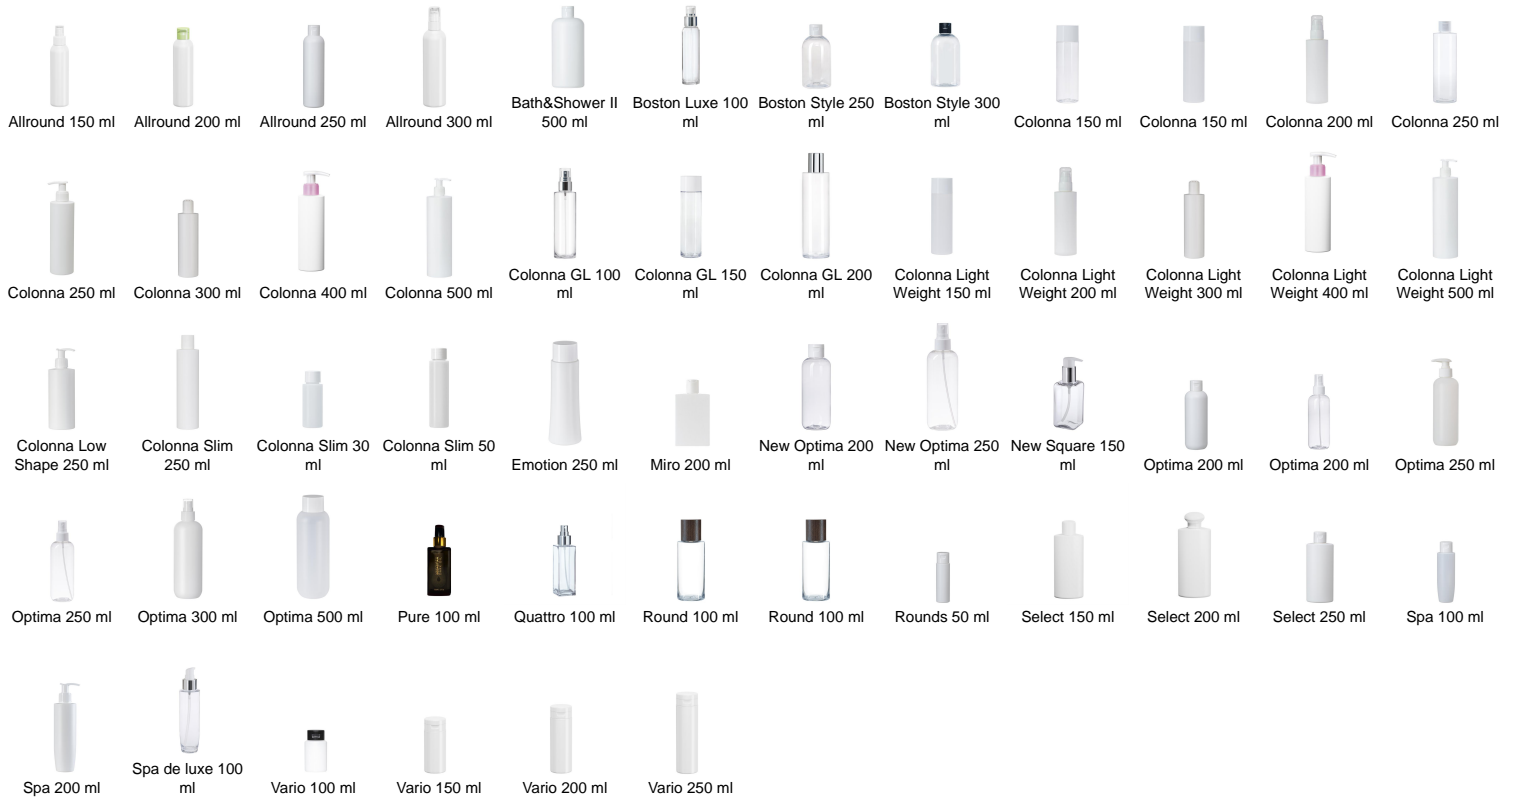 Allround 150 ml
Allround 200 ml
Allround 250 ml
Allround 300 ml
Bath&Shower II
500 ml
Boston Luxe 100
ml
Boston Style 250
ml
Boston Style 300
ml
Colonna 150 ml
Colonna 150 ml
Colonna 200 ml
Colonna 250 ml
Colonna 250 ml
Colonna 300 ml
Colonna 400 ml
Colonna 500 ml
Colonna GL 100
ml
Colonna GL 150
ml
Colonna GL 200
ml
Colonna Light
Weight 150 ml
Colonna Light
Weight 200 ml
Colonna Light
Weight 300 ml
Colonna Light
Weight 400 ml
Colonna Light
Weight 500 ml
Colonna Low
Shape 250 ml
Colonna Slim
250 ml
Colonna Slim 30
ml
Colonna Slim 50
ml
Emotion 250 ml
Miro 200 ml
New Optima 200
ml
New Optima 250
ml
New Square 150
ml
Optima 200 ml
Optima 200 ml
Optima 250 ml
Optima 250 ml
Optima 300 ml
Optima 500 ml
Pure 100 ml
Quattro 100 ml
Round 100 ml
Round 100 ml
Rounds 50 ml
Select 150 ml
Select 200 ml
Select 250 ml
Spa 100 ml
Spa 200 ml
Spa de luxe 100
ml
Vario 100 ml
Vario 150 ml
Vario 200 ml
Vario 250 ml